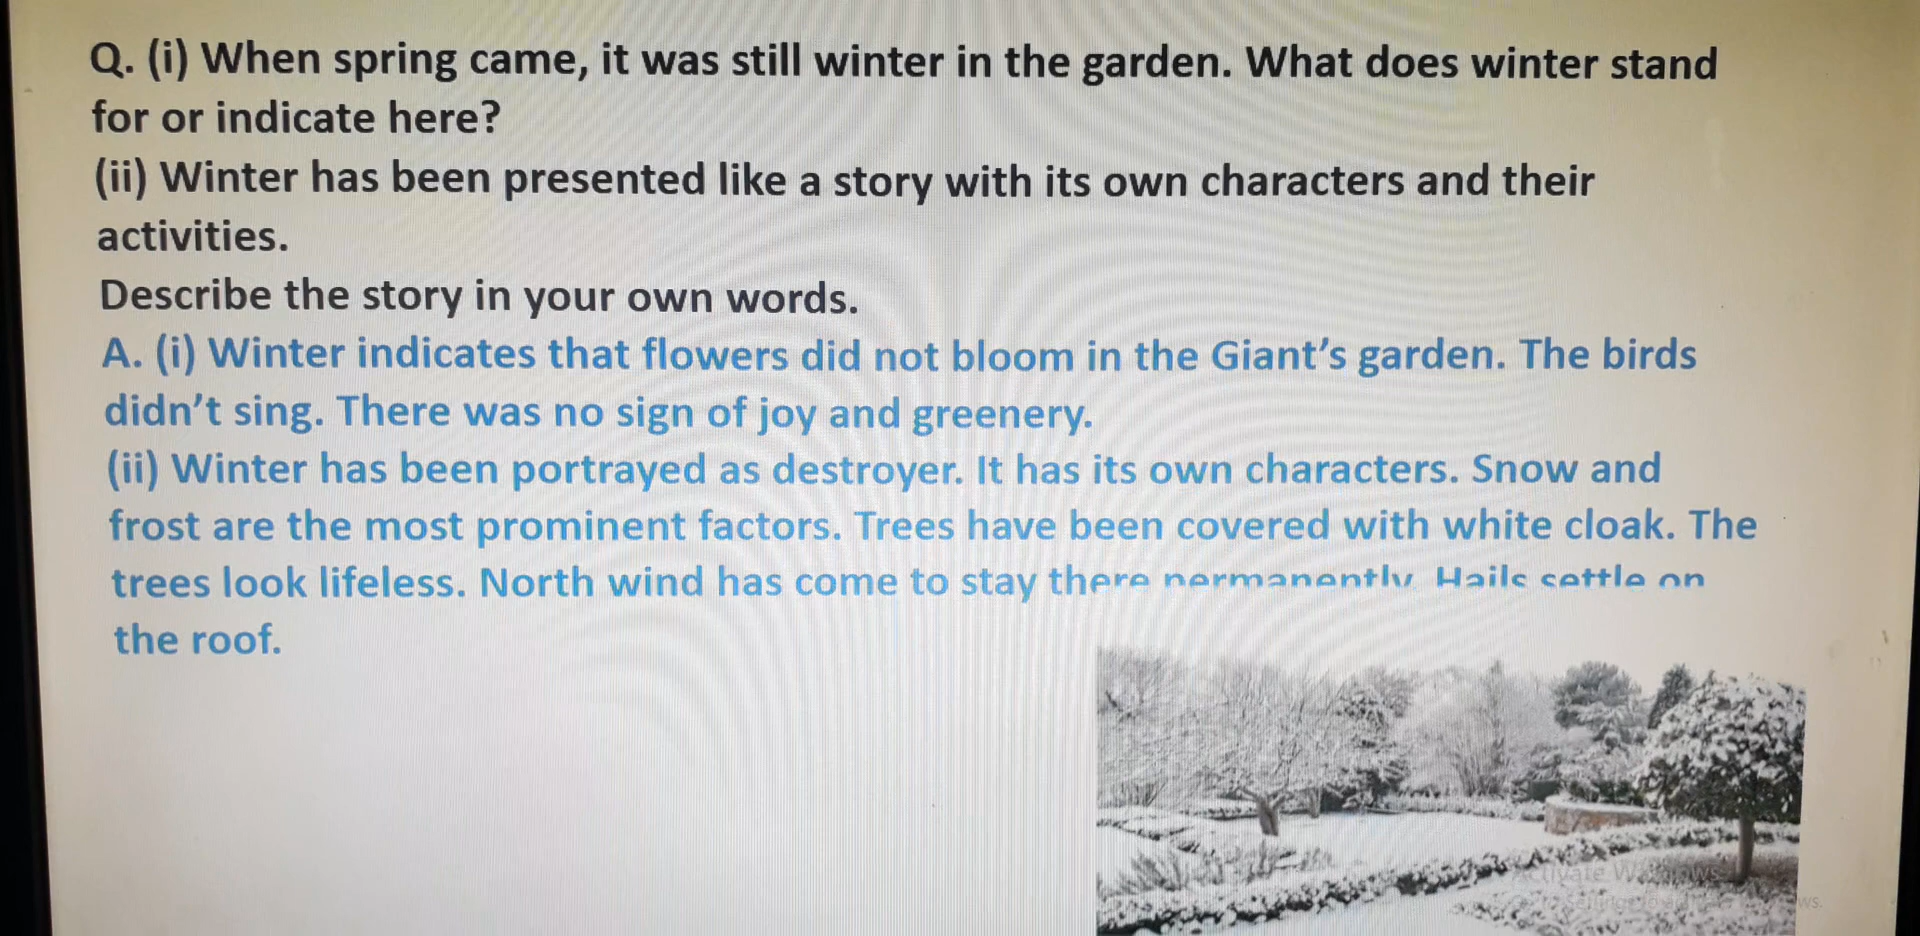 Q. (i) When spring came, it was still winter in the garden. What does winter stand
for or indicate here?
(ii) Winter has been presented like a story with its own characters and their
activities.
Describe the story in your own words.
A. (i) Winter indicates that flowers did not bloom in the Giant's garden. The birds
didn't sing. There was no sign of joy and greenery.
(ii) Winter has been portrayed as destroyer. It has its own characters. Snow and
frost are the most prominent factors. Trees have been covered with white cloak. The
trees look lifeless. North wind has come to stay there permanently. Hails settle on
the roof.
Activate Windows